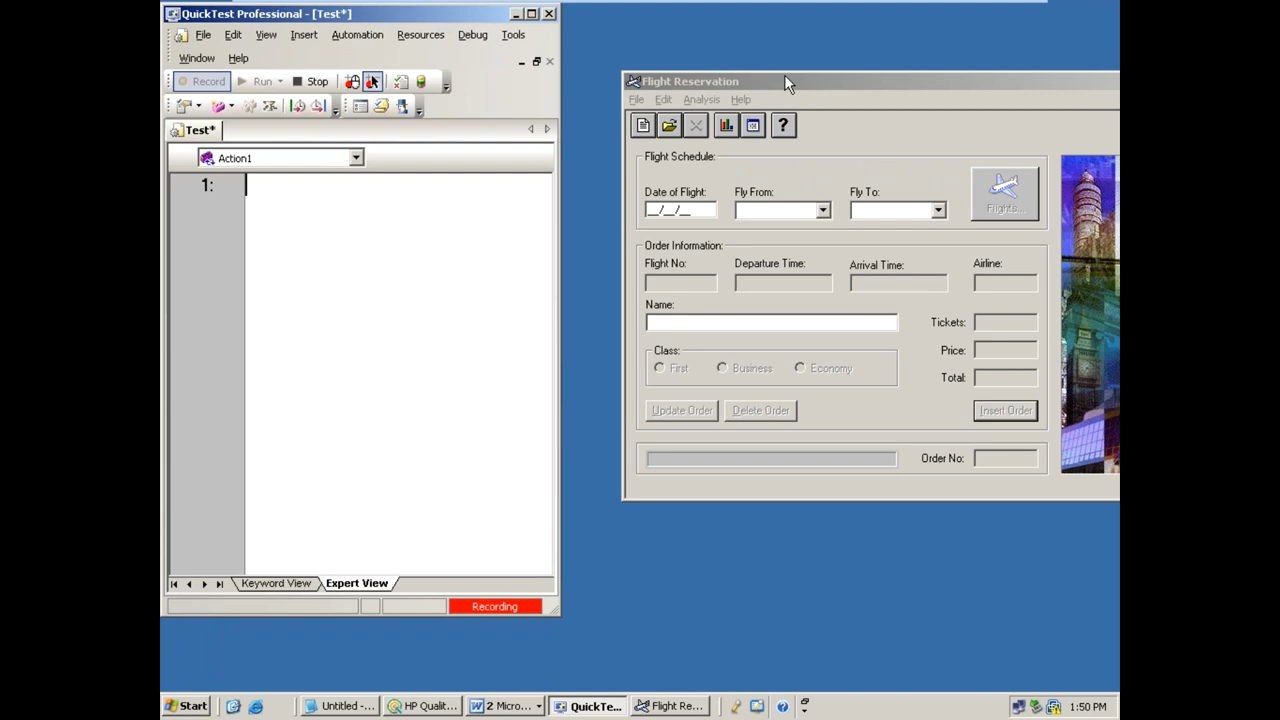 QuickTest Professional - [Test*]
File Edit View Insert Automation Resources Debug Tools
Window Help
Record Run Stop
Test*
Action1
1:
Keyword View Expert View
Recording
Flight Reservation
File Edit Analysis Help
?
Flight Schedule:
Date of Flight: Fly From: Fly To:
__/__/__
Flights...
Order Information:
Flight No: Departure Time: Arrival Time: Airline:
Name:
Tickets:
Class:
Price:
First Business Economy
Total:
Update Order Delete Order Insert Order
Order No:
Start Untitled -... HP Qualit... 2 Micro... QuickTe... Flight Re... 1:50 PM